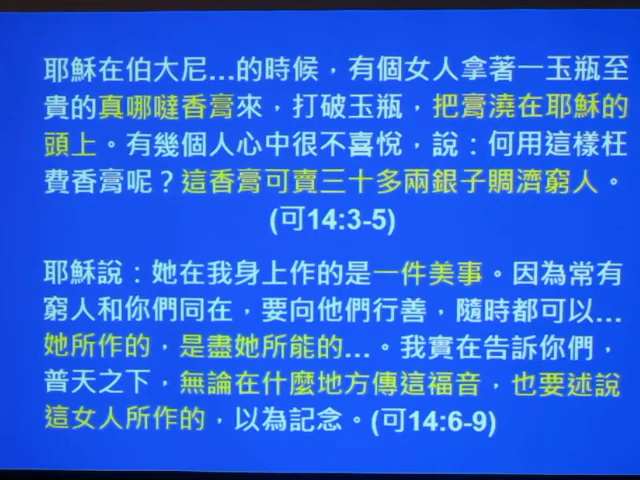 耶穌在伯大尼...的時候，有個女人拿著一玉瓶至
貴的真哪噠香膏來，打破玉瓶，把膏澆在耶穌的
頭上。有幾個人心中很不喜悅，說：何用這樣枉
費香膏呢？這香膏可賣三十多兩銀子賙濟窮人。
(可14:3-5)
耶穌說：她在我身上作的是一件美事。因為常有
窮人和你們同在，要向他們行善，隨時都可以...
她所作的，是盡她所能的...。我實在告訴你們，
普天之下，無論在什麼地方傳這福音，也要述說
這女人所作的，以為記念。(可14:6-9)